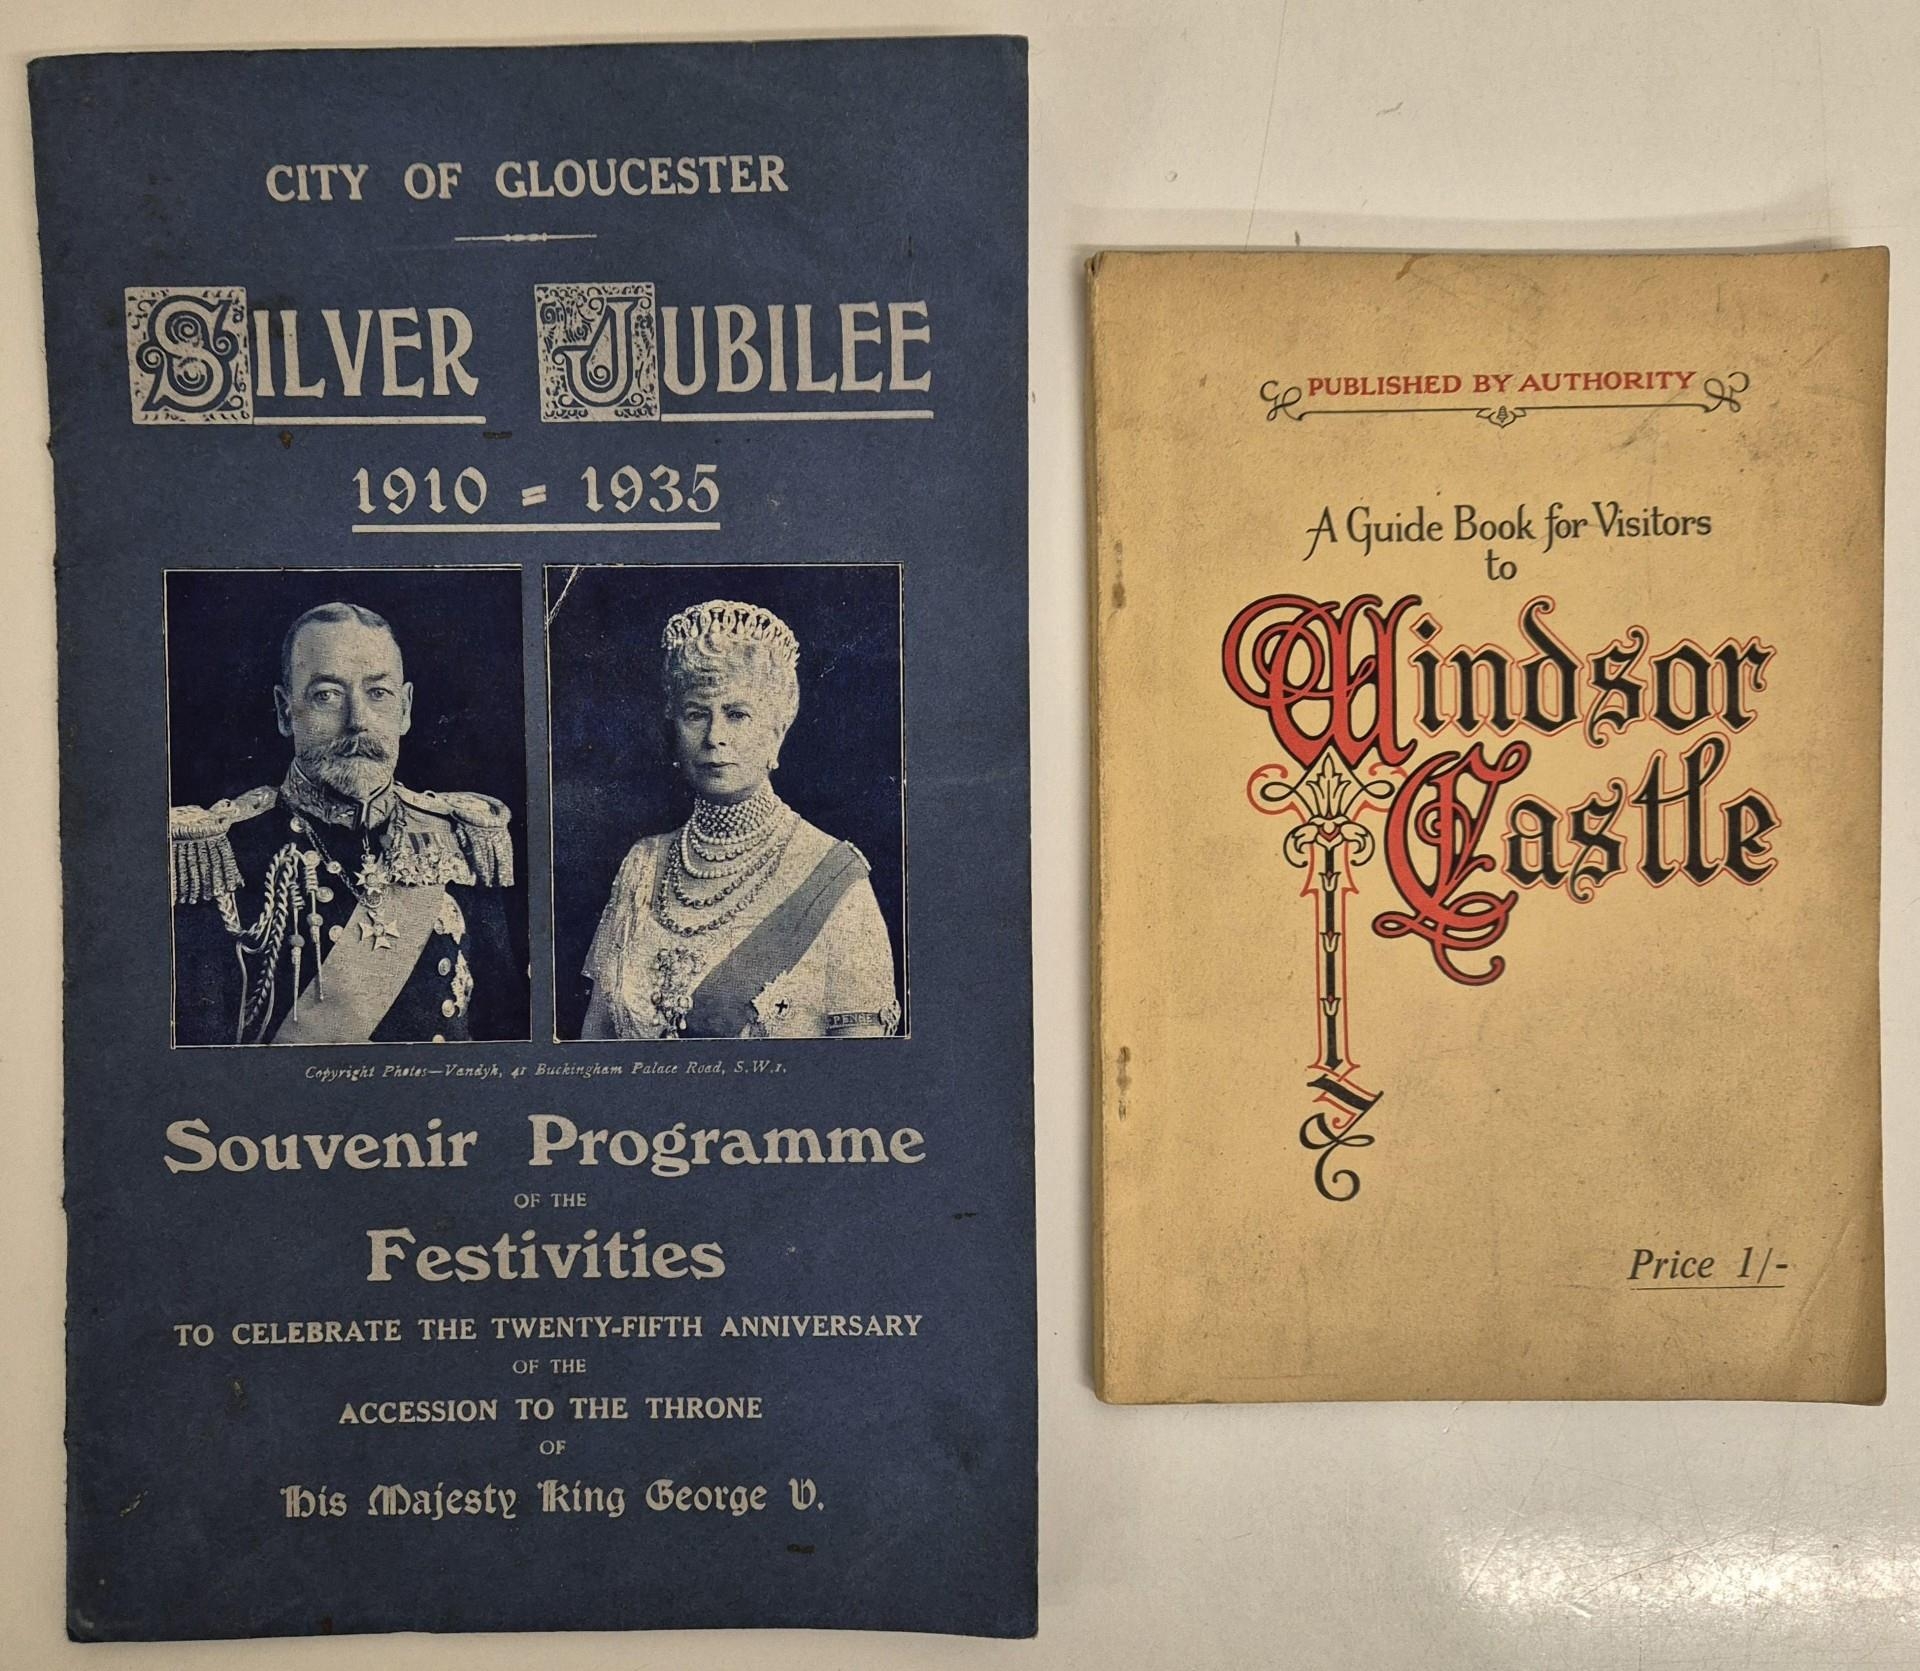 CITY OF GLOUCESTER
SILVER JUBILEE
1910 = 1935
PENGE
Copyright Photos—Vandyk, 41 Buckingham Palace Road, S.W.1.
Souvenir Programme
OF THE
Festivities
TO CELEBRATE THE TWENTY-FIFTH ANNIVERSARY
OF THE
ACCESSION TO THE THRONE
OF
His Majesty King George V.
PUBLISHED BY AUTHORITY
A Guide Book for Visitors
to
Windsor
Castle
Price 1/-